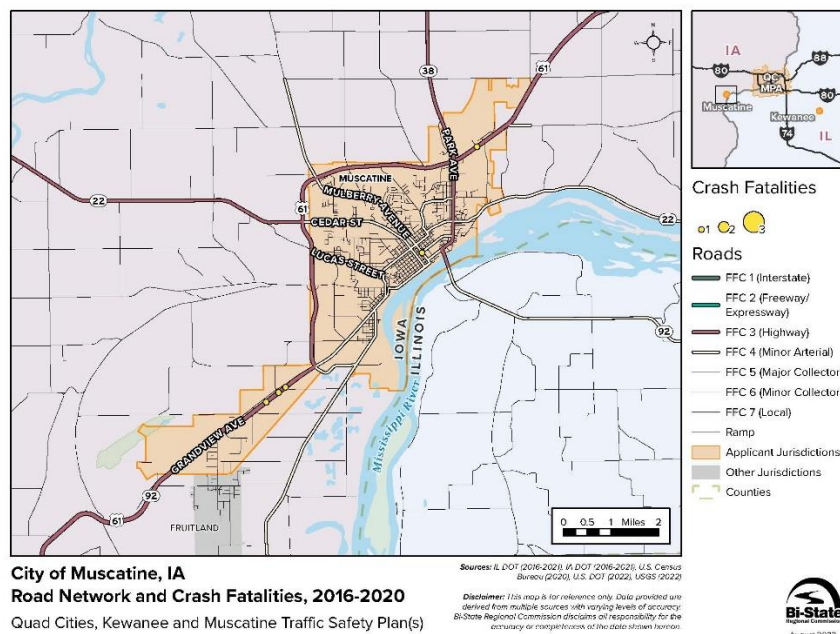 N
38
61
IA
80
88
QC
MPA
80
Muscatine
Kewanee
74
IL
PARK AVE
MUSCATINE
22
61
MULBERRY AVENUE
CEDAR ST
LUCAS STREET
22
92
IOWA
ILLINOIS
Mississippi River
GRANDVIEW AVE
92
61
FRUITLAND
0 0.5 1 Miles 2
Crash Fatalities
1 2 3
Roads
FFC 1 (Interstate)
FFC 2 (Freeway/
Expressway)
FFC 3 (Highway)
FFC 4 (Minor Arterial)
FFC 5 (Major Collector
FFC 6 (Minor Collector
FFC 7 (Local)
Ramp
Applicant Jurisdictions
Other Jurisdictions
Counties
City of Muscatine, IA
Road Network and Crash Fatalities, 2016-2020
Quad Cities, Kewanee and Muscatine Traffic Safety Plan(s)
Sources: IL DOT (2016-2021), IA DOT (2016-2021), U.S. Census
Bureau (2020), U.S. DOT (2022), USGS (2022)
Disclaimer: This map is for reference only. Data provided are
derived from multiple sources with varying levels of accuracy.
Bi-State Regional Commission disclaims all responsibility for the
accuracy or completeness of the data shown hereon.
Bi-State
Regional Commission